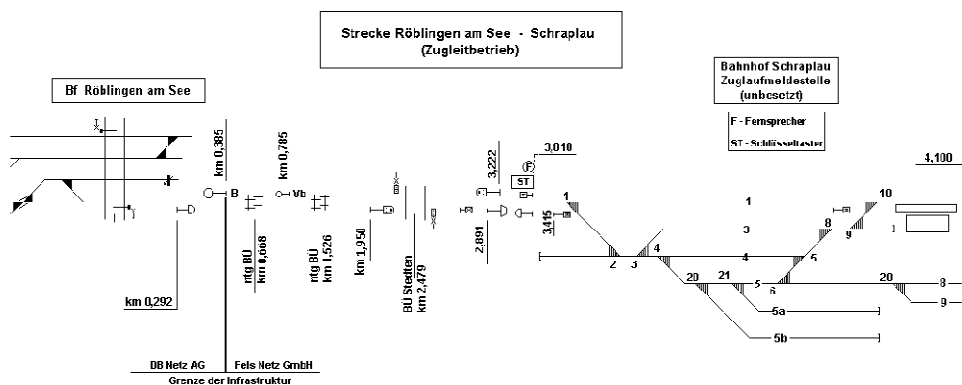 Strecke Röblingen am See - Schraplau
(Zugleitbetrieb)
Bf Röblingen am See
Bahnhof Schraplau
Zuglaufmeldestelle
(unbesetzt)
F - Fernsprecher
ST - Schlüsseltaster
km 0,385
km 0,785
3,222
3,010
F
ST
4,100
B
Vb
1
1
10
3,415
3
8
9
ntg BÜ
km 0,668
ntg BÜ
km 1,526
km 1,950
BÜ Stedten
km 2,479
2,891
2
3
4
4
5
km 0,292
20
21
5
6
20
8
9
5a
5b
DB Netz AG
Fels Netz GmbH
Grenze der Infrastruktur